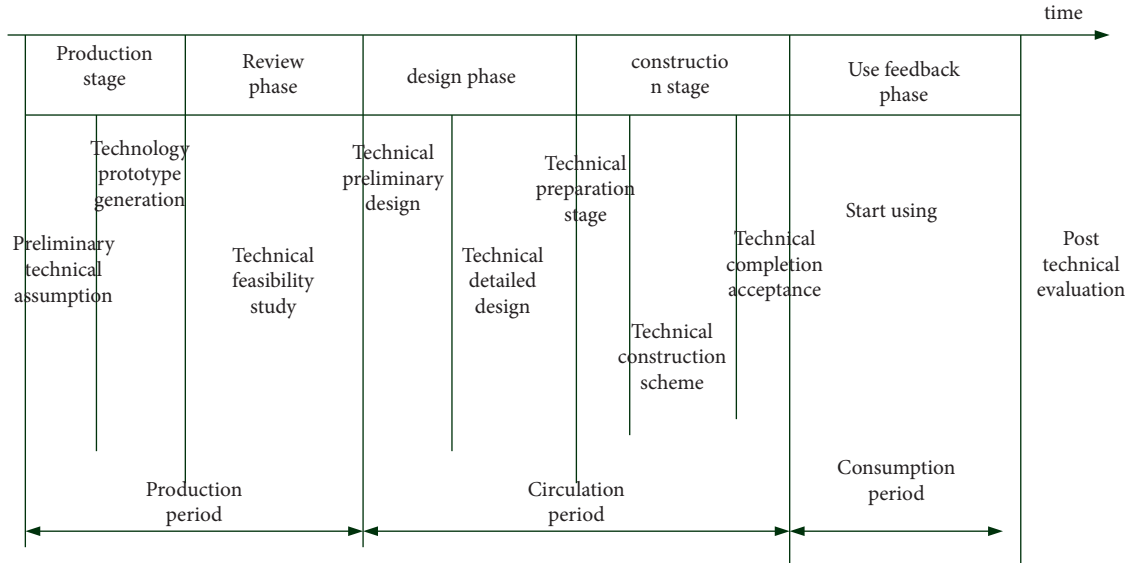 time
Production
stage
Review
phase
design phase
constructio
n stage
Use feedback
phase
Technology
prototype
generation
Preliminary
technical
assumption
Technical
feasibility
study
Technical
preliminary
design
Technical
detailed
design
Technical
preparation
stage
Technical
construction
scheme
Technical
completion
acceptance
Start using
Post
technical
evaluation
Production
period
Circulation
period
Consumption
period